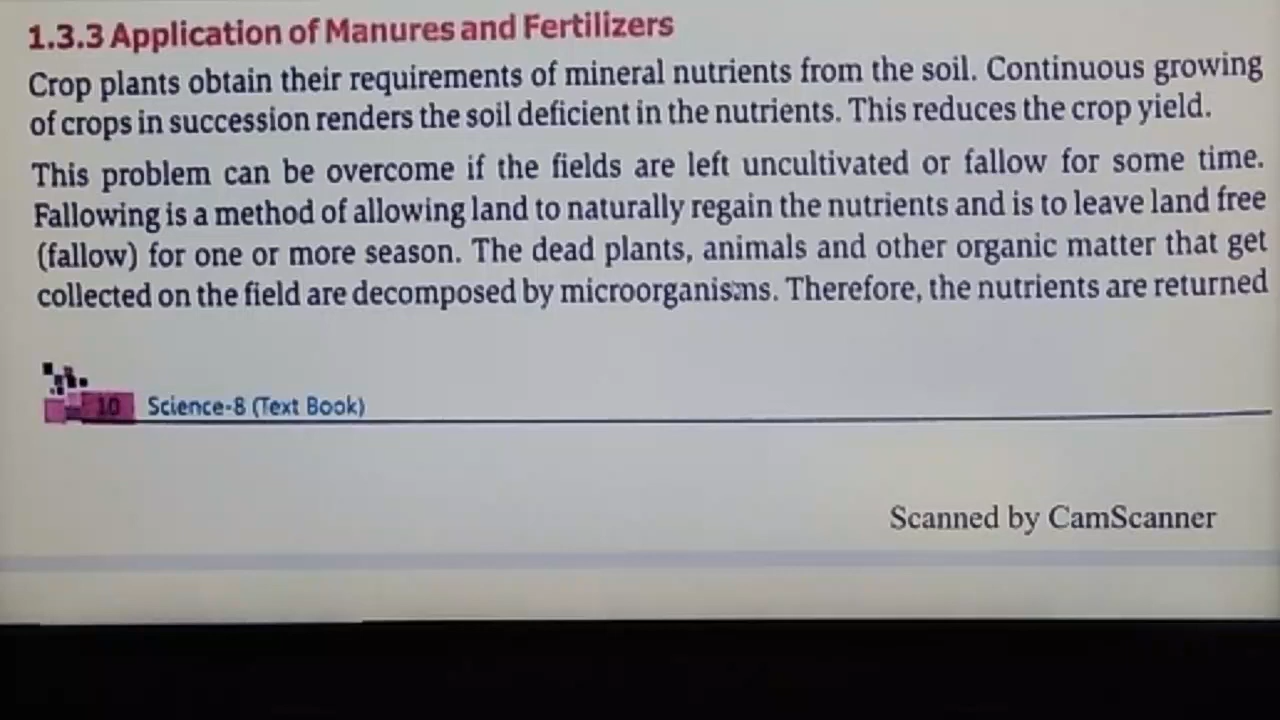 1.3.3 Application of Manures and Fertilizers
Crop plants obtain their requirements of mineral nutrients from the soil. Continuous growing
of crops in succession renders the soil deficient in the nutrients. This reduces the crop yield.
This problem can be overcome if the fields are left uncultivated or fallow for some time.
Fallowing is a method of allowing land to naturally regain the nutrients and is to leave land free
(fallow) for one or more season. The dead plants, animals and other organic matter that get
collected on the field are decomposed by microorganisms. Therefore, the nutrients are returned
10 Science-8 (Text Book)
Scanned by CamScanner